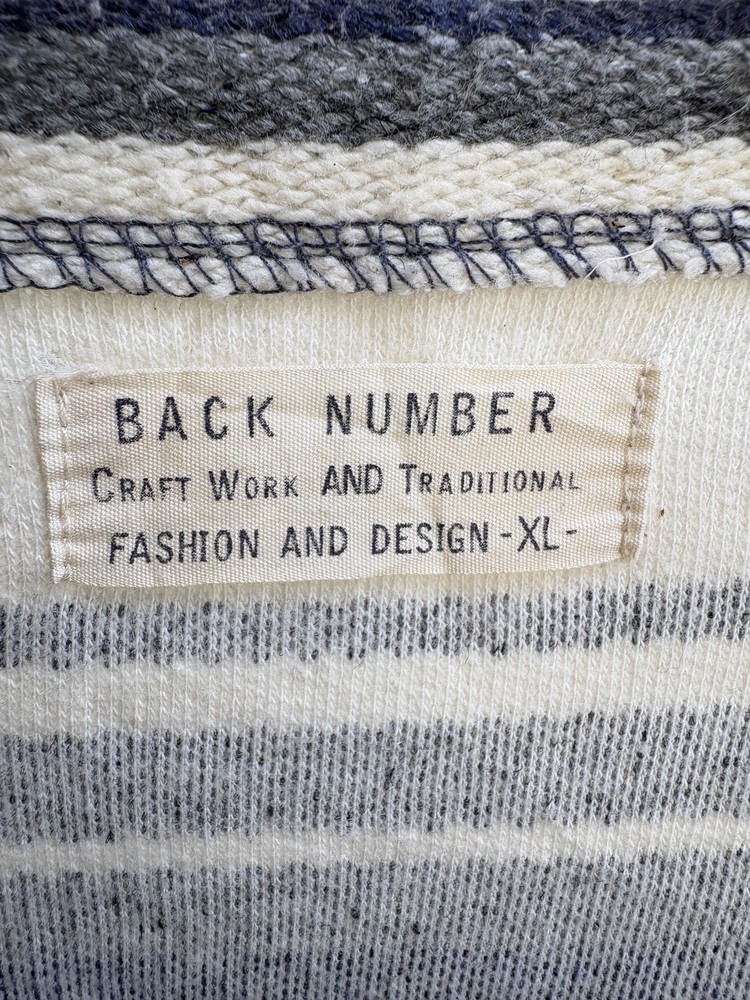 BACK NUMBER
CRAFT WORK AND TRADITIONAL
FASHION AND DESIGN -XL-